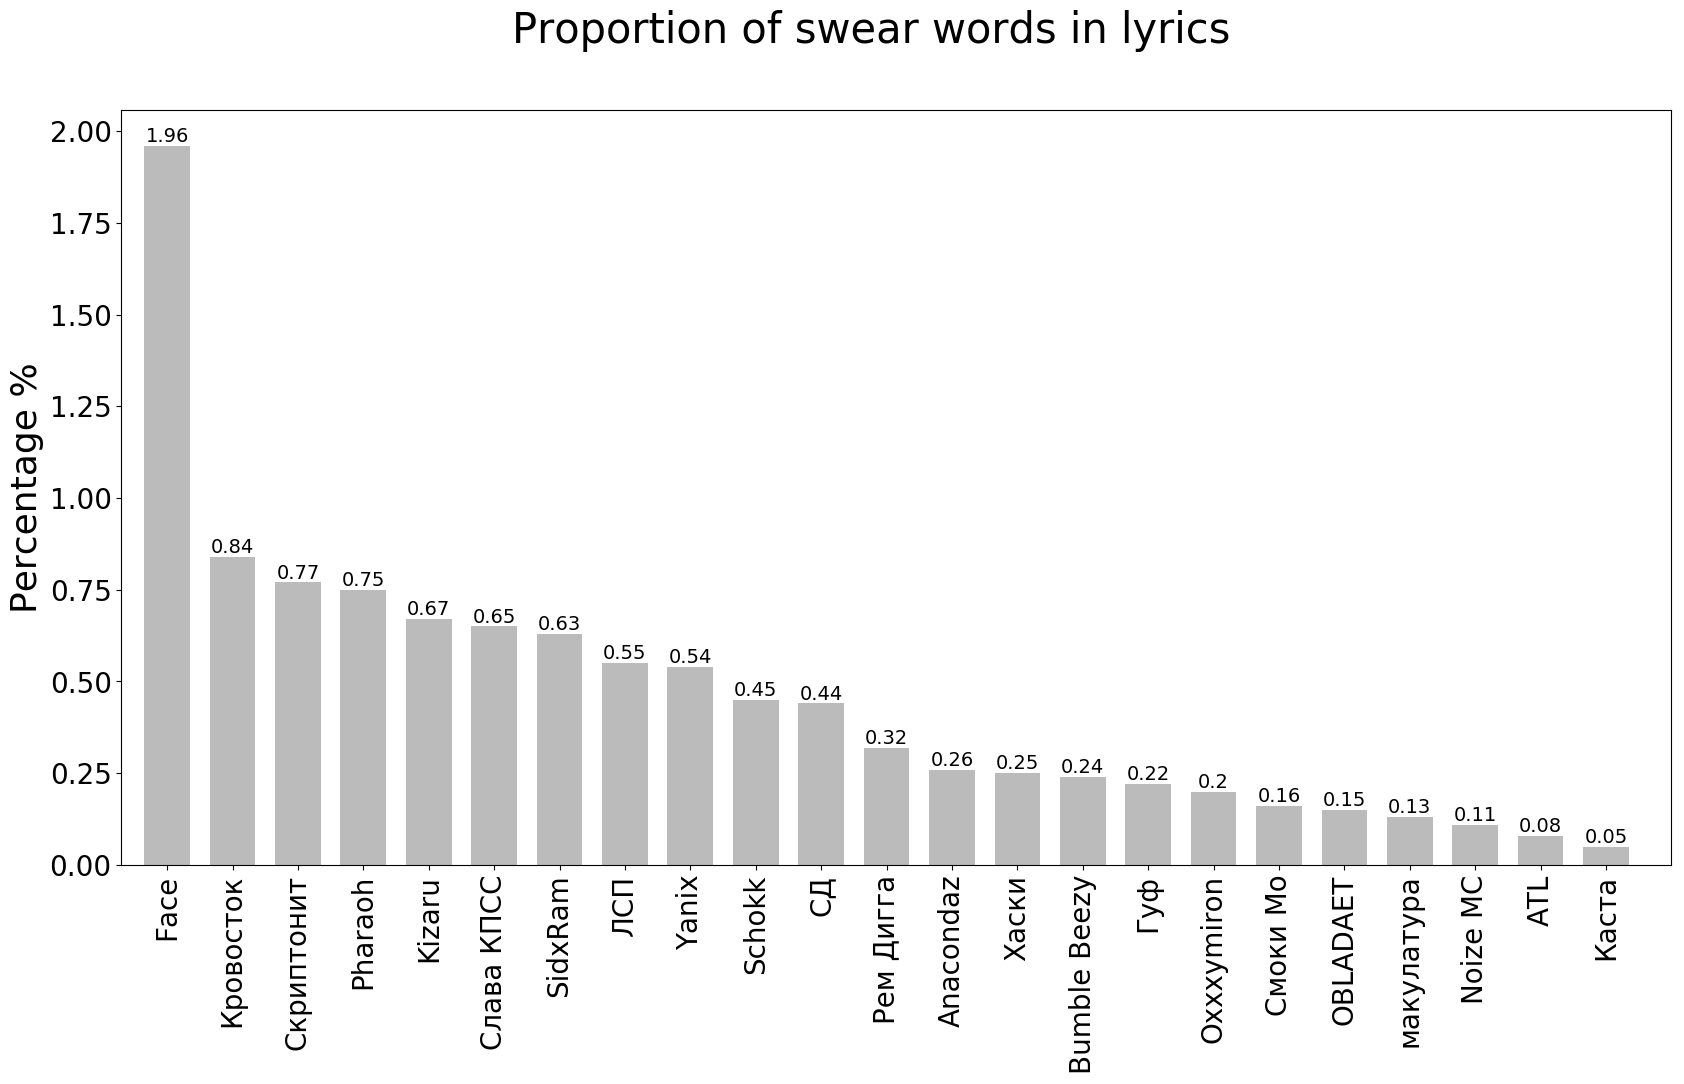 Proportion of swear words in lyrics
Percentage %
2.00
1.75
1.50
1.25
1.00
0.75
0.50
0.25
0.00
1.96
0.84
0.77
0.75
0.67
0.65
0.63
0.55
0.54
0.45
0.44
0.32
0.26
0.25
0.24
0.22
0.2
0.16
0.15
0.13
0.11
0.08
0.05
Face
Кровосток
Скриптонит
Pharaoh
Kizaru
Слава КПСС
SidxRam
ЛСП
Yanix
Schokk
СД
Рем Дигга
Anacondaz
Хаски
Bumble Beezy
Гуф
Oxxxymiron
Смоки Мо
OBLADAET
макулатура
Noize MC
ATL
Каста